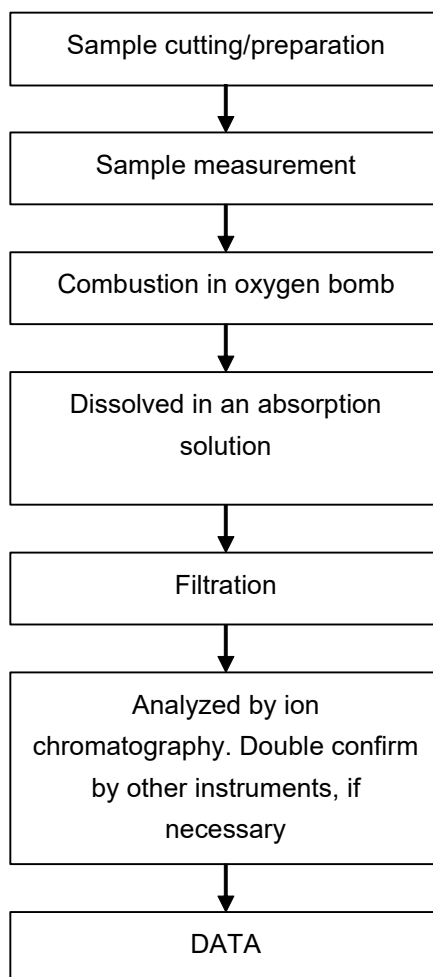 Sample cutting/preparation
Sample measurement
Combustion in oxygen bomb
Dissolved in an absorption
solution
Filtration
Analyzed by ion
chromatography. Double confirm
by other instruments, if
necessary
DATA